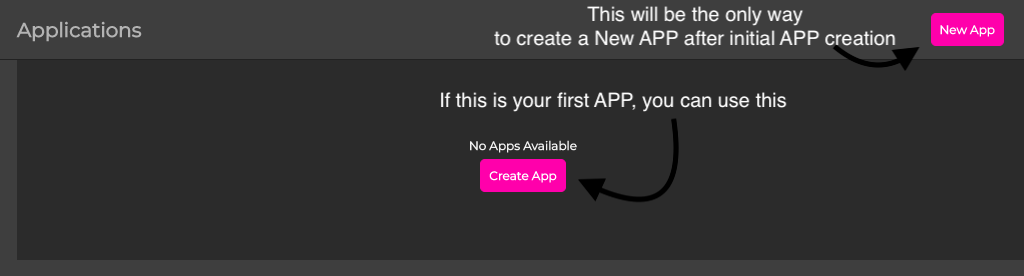 Applications
This will be the only way
to create a New APP after initial APP creation
New App
If this is your first APP, you can use this
No Apps Available
Create App